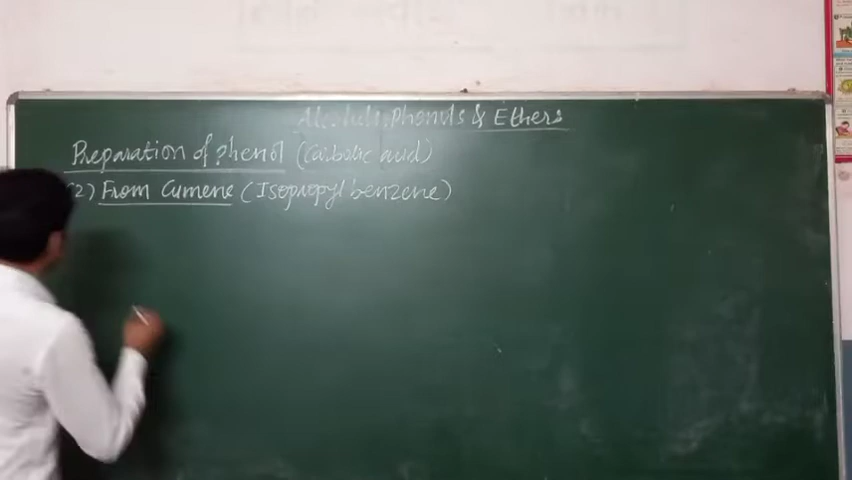 Alcohols, Phenols & Ethers
Preparation of phenol (Carbolic acid)
(2) From Cumene (Isopropyl benzene)